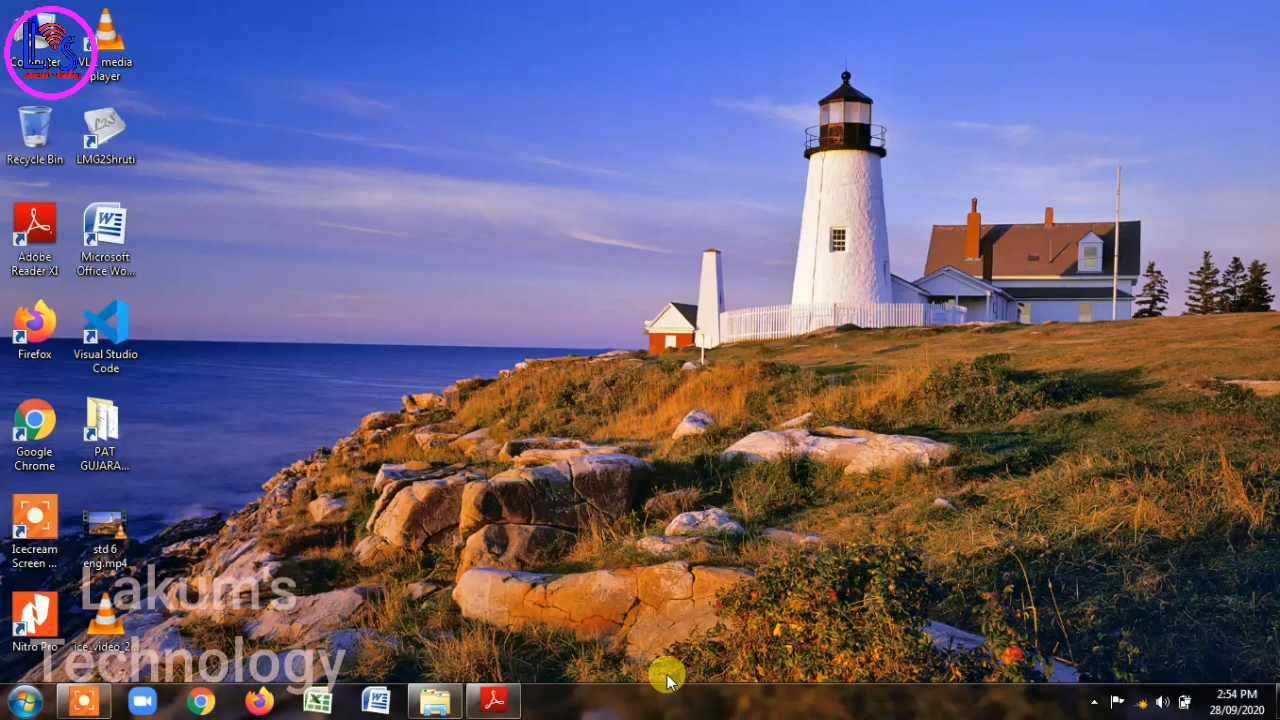 Computer
VLC media
player
Recycle Bin
LMG2Shruti
Adobe
Reader XI
Microsoft
Office Wo...
Firefox
Visual Studio
Code
Google
Chrome
PAT
GUJARA...
Icecream
Screen ...
std 6
eng.mp4
Nitro Pro
ice_video_2...
Lakum's
Technology
2:54 PM
28/09/2020